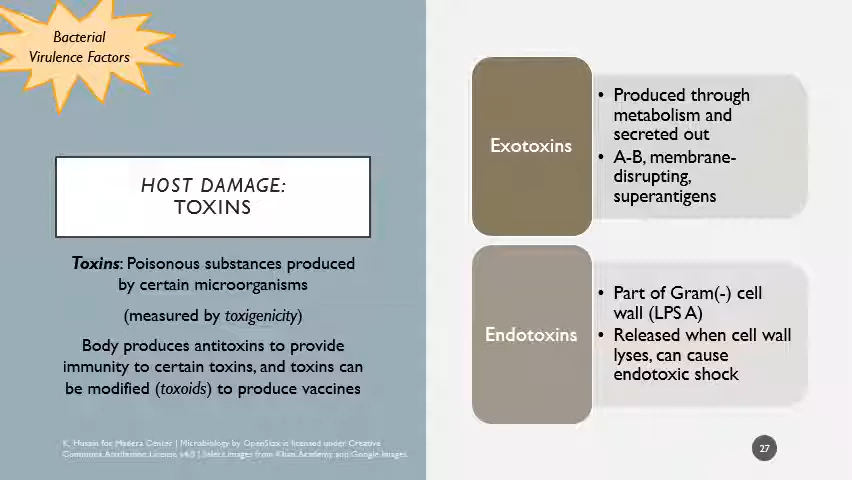 Bacterial
Virulence Factors
HOST DAMAGE:
TOXINS
Toxins: Poisonous substances produced
by certain microorganisms
(measured by toxigenicity)
Body produces antitoxins to provide
immunity to certain toxins, and toxins can
be modified (toxoids) to produce vaccines
K. Husain for Madera Center | Microbiology by OpenStax is licensed under Creative
Commons Attribution License v4.0 | Select images from Khan Academy and Google Images.
Exotoxins
• Produced through
metabolism and
secreted out
• A-B, membrane-
disrupting,
superantigens
Endotoxins
• Part of Gram(-) cell
wall (LPS A)
• Released when cell wall
lyses, can cause
endotoxic shock
27